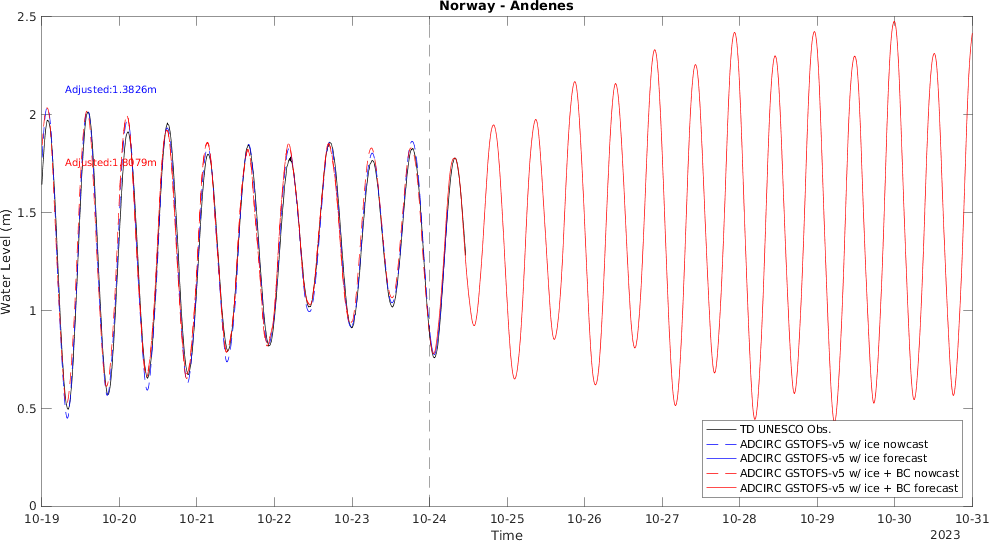 Norway - Andenes
Water Level (m)
2.5
2
1.5
1
0.5
0
Adjusted:1.3826m
Adjusted:1.8079m
TD UNESCO Obs.
ADCIRC GSTOFS-v5 w/ ice nowcast
ADCIRC GSTOFS-v5 w/ ice forecast
ADCIRC GSTOFS-v5 w/ ice + BC nowcast
ADCIRC GSTOFS-v5 w/ ice + BC forecast
10-19 10-20 10-21 10-22 10-23 10-24 10-25 10-26 10-27 10-28 10-29 10-30 10-31
Time
2023